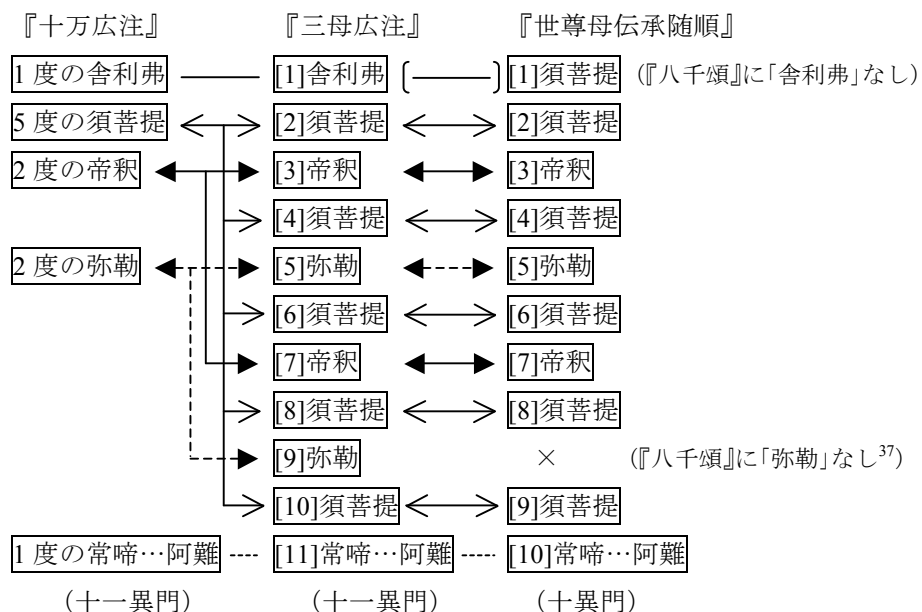 『十万広注』 『三母広注』 『世尊母伝承随順』
1 度の舎利弗 [1]舎利弗 [1]須菩提 (『八千頌』に「舎利弗」なし)
5 度の須菩提 [2]須菩提 [2]須菩提
2 度の帝釈 [3]帝釈 [3]帝釈
[4]須菩提 [4]須菩提
2 度の弥勒 [5]弥勒 [5]弥勒
[6]須菩提 [6]須菩提
[7]帝釈 [7]帝釈
[8]須菩提 [8]須菩提
[9]弥勒 × (『八千頌』に「弥勒」なし37)
[10]須菩提 [9]須菩提
1 度の常啼…阿難 [11]常啼…阿難 [10]常啼…阿難
(十一異門) (十一異門) (十異門)